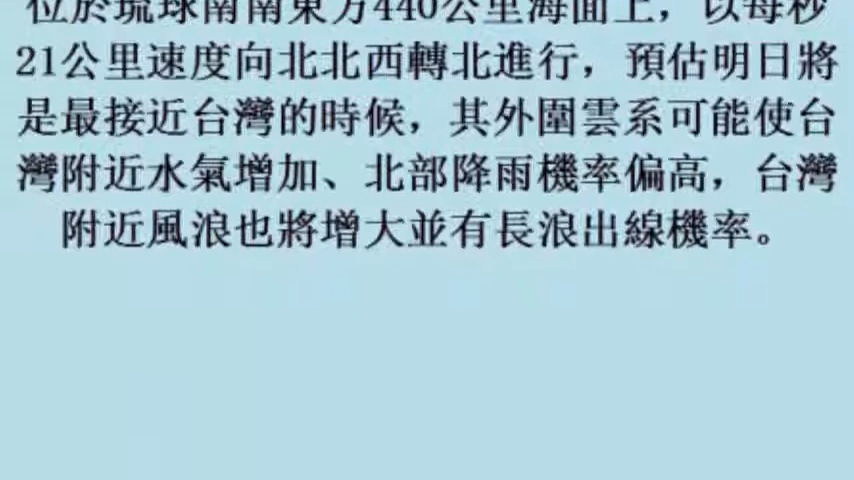 位於琉球南南東方440公里海面上，以每秒
21公里速度向北北西轉北進行，預估明日將
是最接近台灣的時候，其外圍雲系可能使台
灣附近水氣增加、北部降雨機率偏高，台灣
附近風浪也將增大並有長浪出線機率。